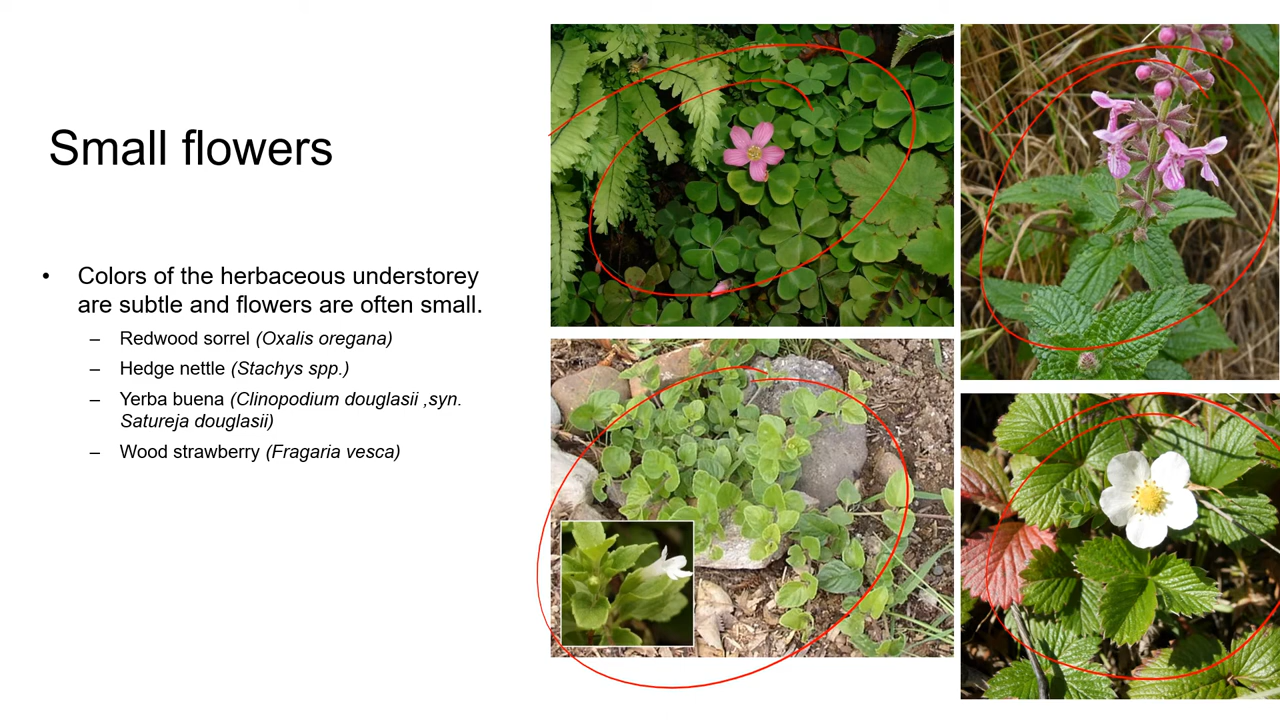 Small flowers
• Colors of the herbaceous understorey
are subtle and flowers are often small.
– Redwood sorrel (Oxalis oregana)
– Hedge nettle (Stachys spp.)
– Yerba buena (Clinopodium douglasii ,syn.
Satureja douglasii)
– Wood strawberry (Fragaria vesca)